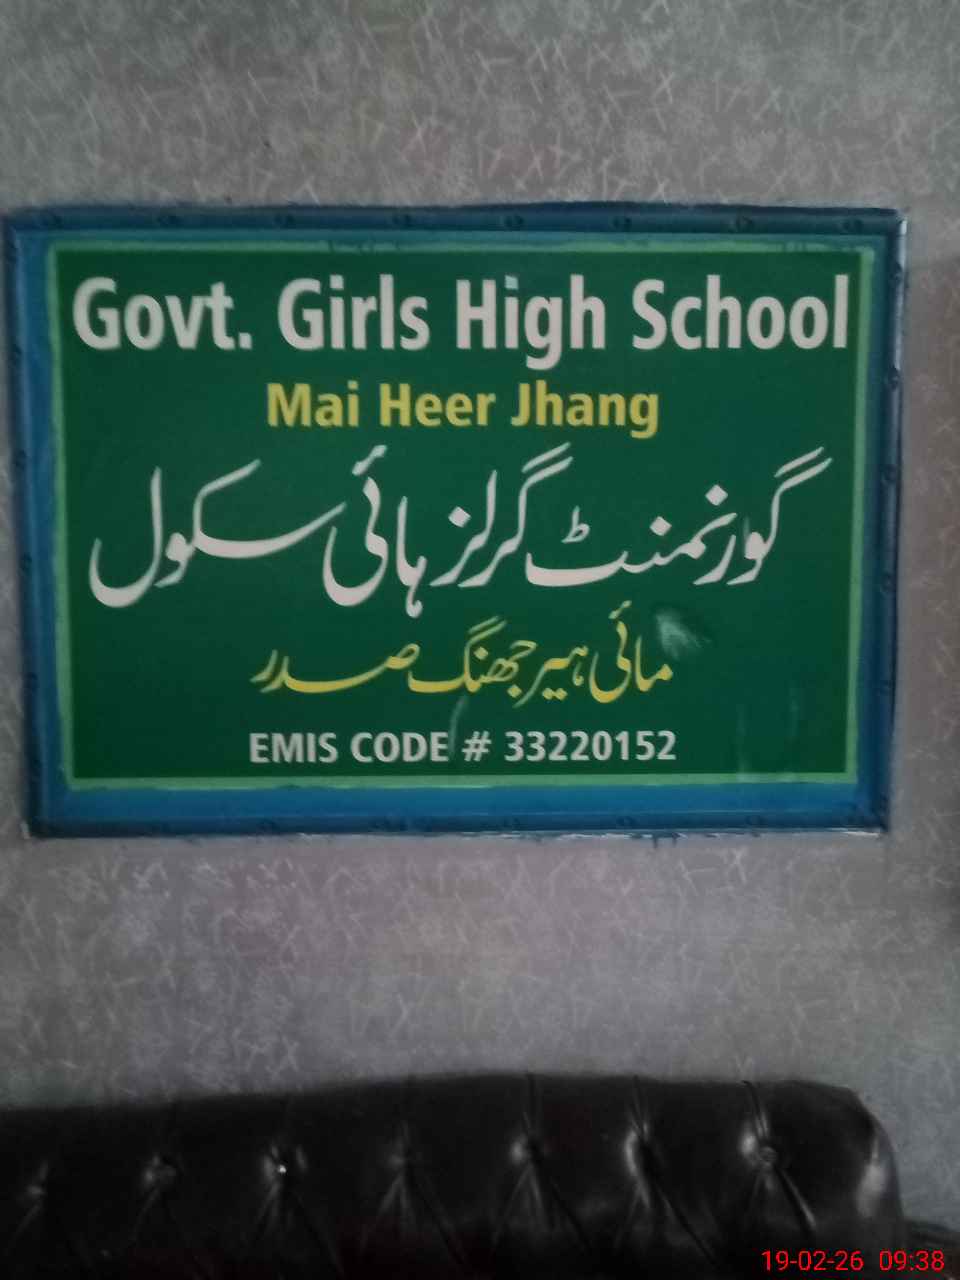 Govt. Girls High School
Mai Heer Jhang
گورنمنٹ گرلز ہائی سکول
مائی ہیر جھنگ صدر
EMIS CODE # 33220152
19-02-26 09:38